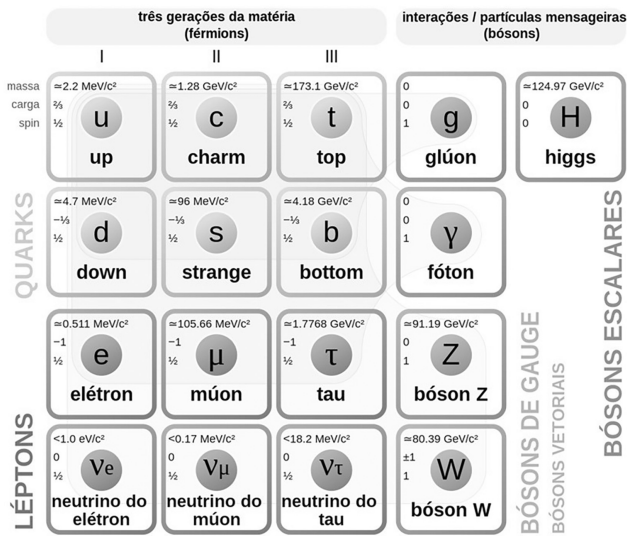 três gerações da matéria
(férmions)
interações / partículas mensageiras
(bósons)
I
II
III
massa
carga
spin
≃2.2 MeV/c²
⅔
½
u
up
≃1.28 GeV/c²
⅔
½
c
charm
≃173.1 GeV/c²
⅔
½
t
top
0
0
1
g
glúon
≃124.97 GeV/c²
0
0
H
higgs
QUARKS
≃4.7 MeV/c²
−⅓
½
d
down
≃96 MeV/c²
−⅓
½
s
strange
≃4.18 GeV/c²
−⅓
½
b
bottom
0
0
1
γ
fóton
≃0.511 MeV/c²
−1
½
e
elétron
≃105.66 MeV/c²
−1
½
μ
múon
≃1.7768 GeV/c²
−1
½
τ
tau
≃91.19 GeV/c²
0
1
Z
bóson Z
LÉPTONS
<1.0 eV/c²
0
½
νe
neutrino do
elétron
<0.17 MeV/c²
0
½
νμ
neutrino do
múon
<18.2 MeV/c²
0
½
ντ
neutrino do
tau
≃80.39 GeV/c²
±1
1
W
bóson W
BÓSONS DE GAUGE
BÓSONS VETORIAIS
BÓSONS ESCALARES